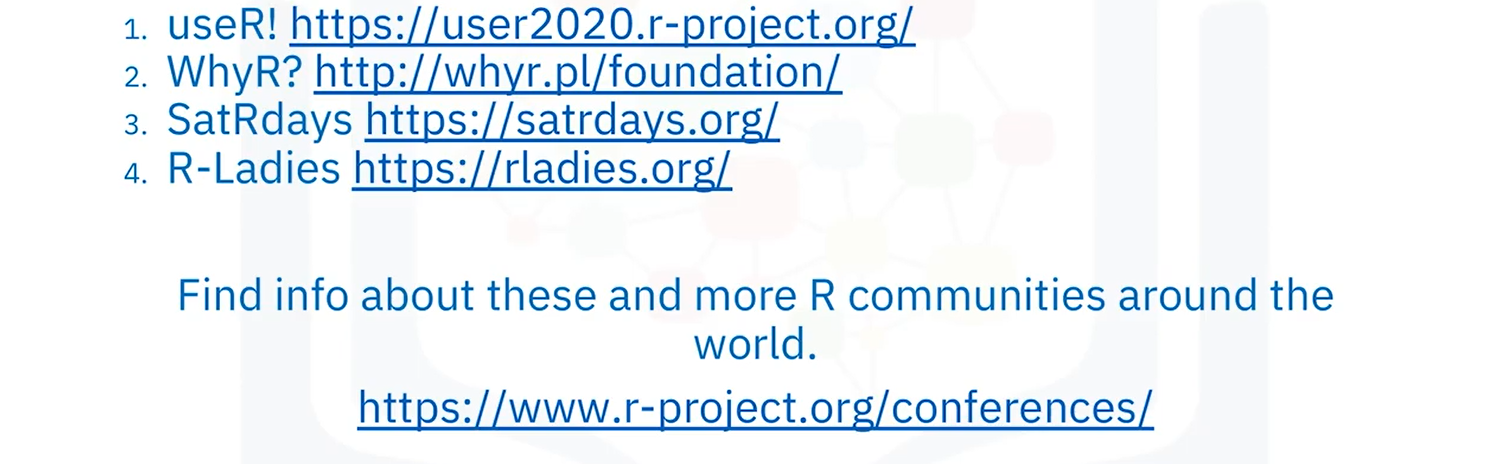 1. useR! https://user2020.r-project.org/
2. WhyR? http://whyr.pl/foundation/
3. SatRdays https://satrdays.org/
4. R-Ladies https://rladies.org/
Find info about these and more R communities around the
world.
https://www.r-project.org/conferences/